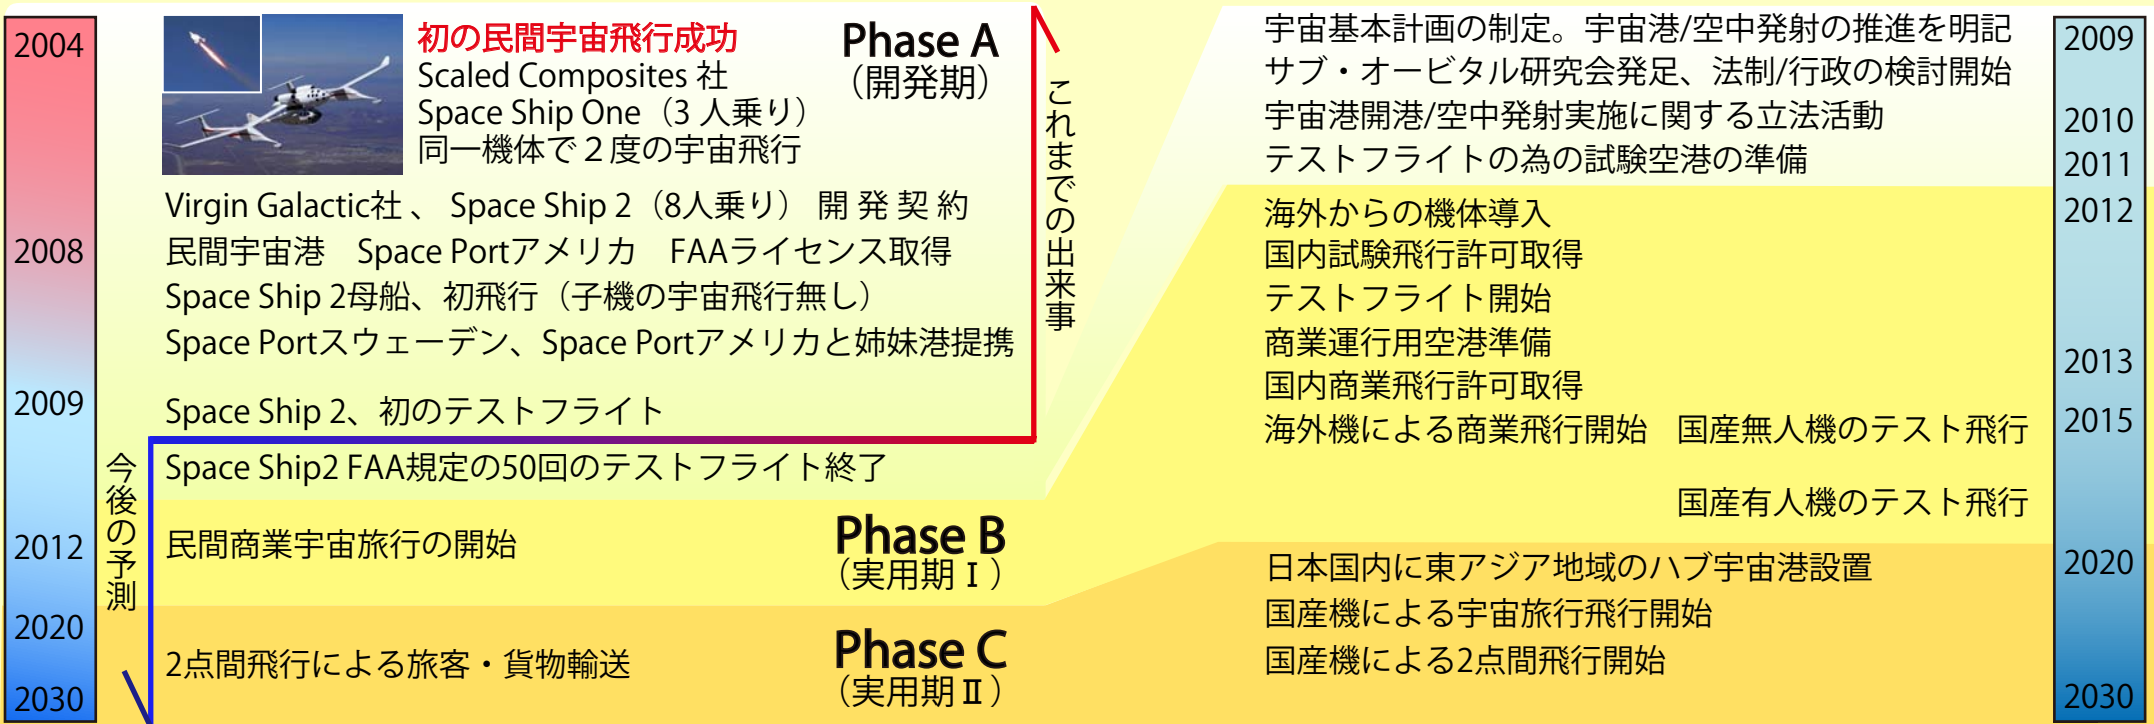 2004
2008
2009
2012
2020
2030
初の民間宇宙飛行成功
Scaled Composites 社
Space Ship One（3 人乗り）
同一機体で２度の宇宙飛行
Phase A
（開発期）
Virgin Galactic社 、 Space Ship 2（8人乗り） 開 発 契 約
民間宇宙港　Space Portアメリカ　FAAライセンス取得
Space Ship 2母船、初飛行（子機の宇宙飛行無し）
Space Portスウェーデン、Space Portアメリカと姉妹港提携
Space Ship 2、初のテストフライト
これまでの出来事
今後の予測
Space Ship2 FAA規定の50回のテストフライト終了
民間商業宇宙旅行の開始
Phase B
（実用期Ⅰ）
2点間飛行による旅客・貨物輸送
Phase C
（実用期Ⅱ）
宇宙基本計画の制定。宇宙港/空中発射の推進を明記
サブ・オービタル研究会発足、法制/行政の検討開始
宇宙港開港/空中発射実施に関する立法活動
テストフライトの為の試験空港の準備
海外からの機体導入
国内試験飛行許可取得
テストフライト開始
商業運行用空港準備
国内商業飛行許可取得
海外機による商業飛行開始　国産無人機のテスト飛行
国産有人機のテスト飛行
日本国内に東アジア地域のハブ宇宙港設置
国産機による宇宙旅行飛行開始
国産機による2点間飛行開始
2009
2010
2011
2012
2013
2015
2020
2030